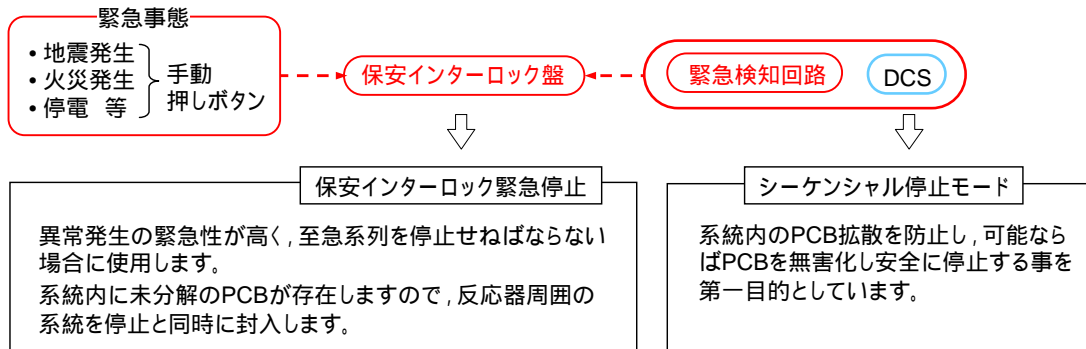 緊急事態
• 地震発生
• 火災発生
• 停電 等
手動
押しボタン
保安インターロック盤
緊急検知回路
DCS
保安インターロック緊急停止
異常発生の緊急性が高く,至急系列を停止せねばならない
場合に使用します。
系統内に未分解のPCBが存在しますので,反応器周囲の
系統を停止と同時に封入します。
シーケンシャル停止モード
系統内のPCB拡散を防止し,可能なら
ばPCBを無害化し安全に停止する事を
第一目的としています。